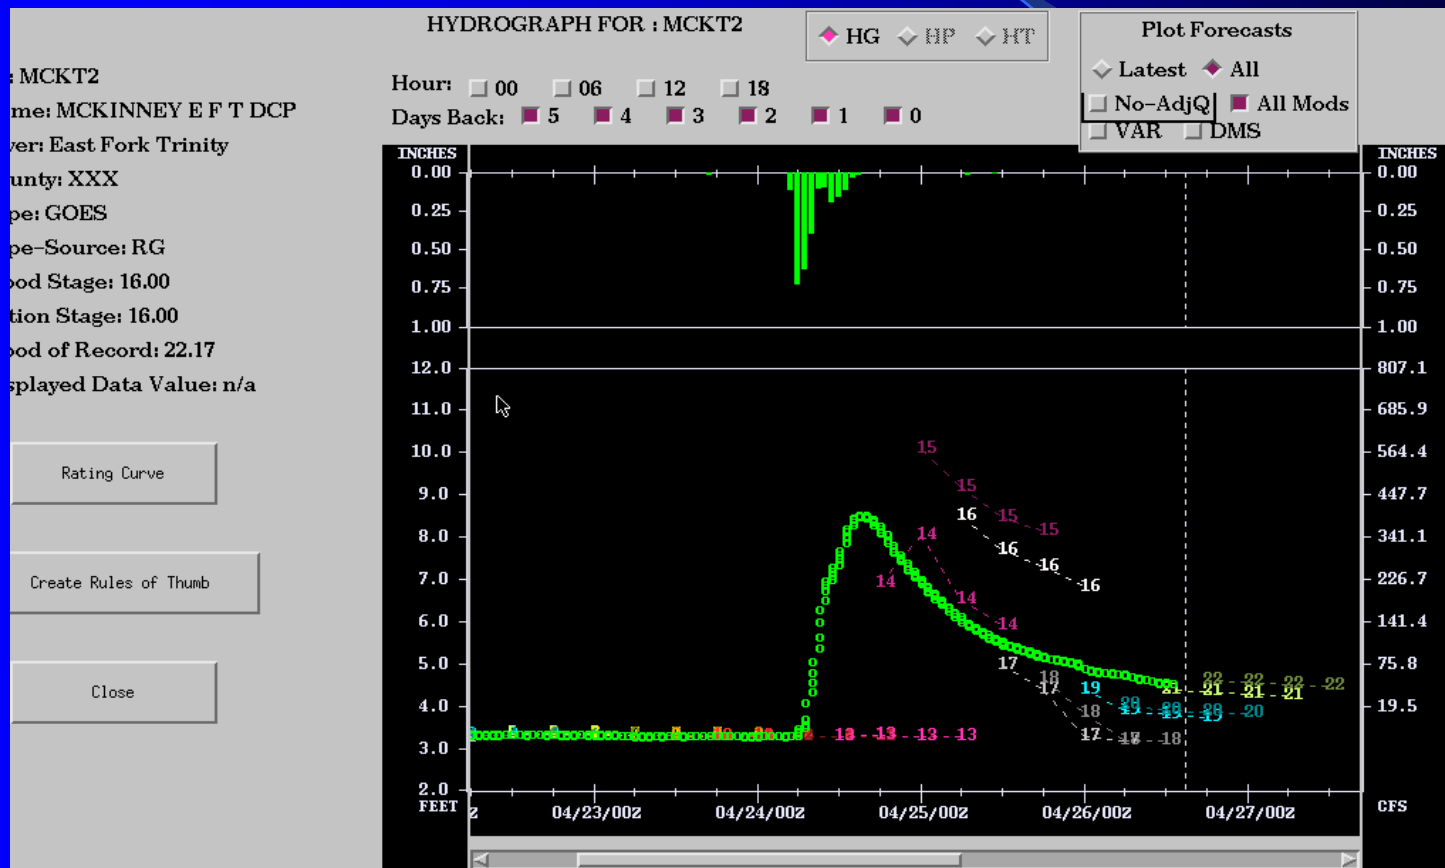 HYDROGRAPH FOR : MCKT2
HG HP HT
Plot Forecasts
Latest All
No-AdjQ All Mods
VAR DMS
Hour: 00 06 12 18
Days Back: 5 4 3 2 1 0
: MCKT2
me: MCKINNEY E F T DCP
ver: East Fork Trinity
unty: XXX
pe: GOES
pe-Source: RG
ood Stage: 16.00
tion Stage: 16.00
ood of Record: 22.17
splayed Data Value: n/a
Rating Curve
Create Rules of Thumb
Close
INCHES INCHES
0.00 0.00
0.25 0.25
0.50 0.50
0.75 0.75
1.00 1.00
12.0 807.1
11.0 685.9
10.0 15 564.4
9.0 15 447.7
16 15 15
8.0 14 341.1
16 16
7.0 14 16 226.7
14
6.0 14 141.4
5.0 17 75.8
18 17 19 21 21 21 21 22 22 22 22
4.0 18 20 20 20 20 19 19 19 19.5
13 13 13 13 17 18 18
3.0
2.0
FEET CFS
z 04/23/00z 04/24/00z 04/25/00z 04/26/00z 04/27/00z